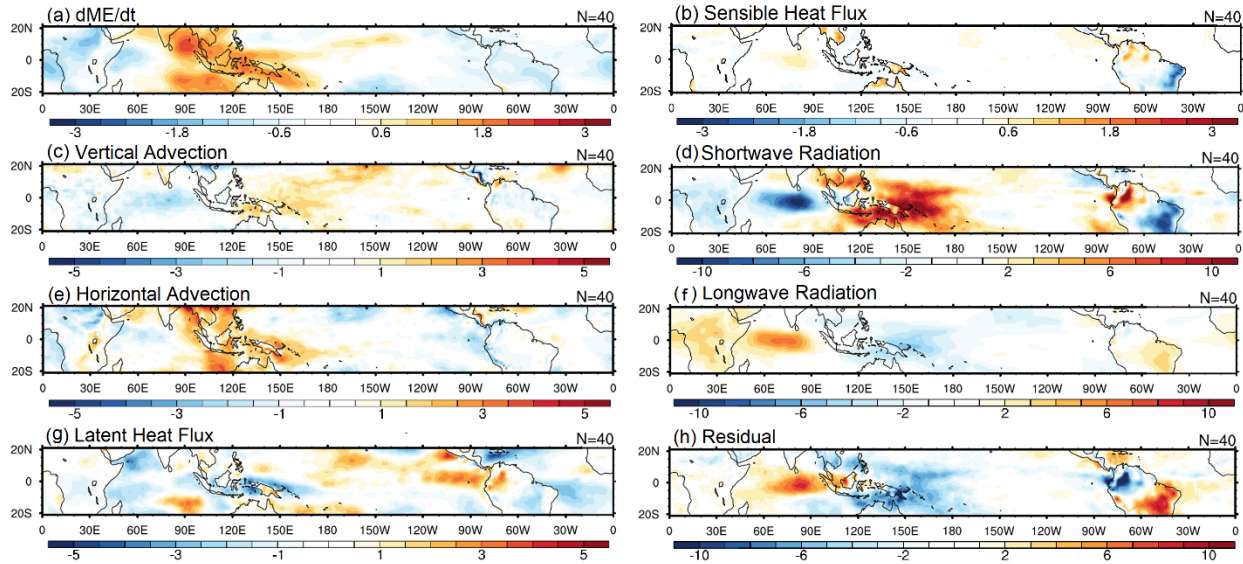 (a) dME/dt N=40
20N
0
20S
0 30E 60E 90E 120E 150E 180W 150W 120W 90W 60W 30W 0
-3 -1.8 -0.6 0.6 1.8 3
(b) Sensible Heat Flux N=40
20N
0
20S
0 30E 60E 90E 120E 150E 180W 150W 120W 90W 60W 30W 0
-3 -1.8 -0.6 0.6 1.8 3
(c) Vertical Advection N=40
20N
0
20S
0 30E 60E 90E 120E 150E 180W 150W 120W 90W 60W 30W 0
-5 -3 -1 1 3 5
(d) Shortwave Radiation N=40
20N
0
20S
0 30E 60E 90E 120E 150E 180W 150W 120W 90W 60W 30W 0
-10 -6 -2 2 6 10
(e) Horizontal Advection N=40
20N
0
20S
0 30E 60E 90E 120E 150E 180W 150W 120W 90W 60W 30W 0
-5 -3 -1 1 3 5
(f) Longwave Radiation N=40
20N
0
20S
0 30E 60E 90E 120E 150E 180W 150W 120W 90W 60W 30W 0
-10 -6 -2 2 6 10
(g) Latent Heat Flux N=40
20N
0
20S
0 30E 60E 90E 120E 150E 180W 150W 120W 90W 60W 30W 0
-5 -3 -1 1 3 5
(h) Residual N=40
20N
0
20S
0 30E 60E 90E 120E 150E 180W 150W 120W 90W 60W 30W 0
-10 -6 -2 2 6 10